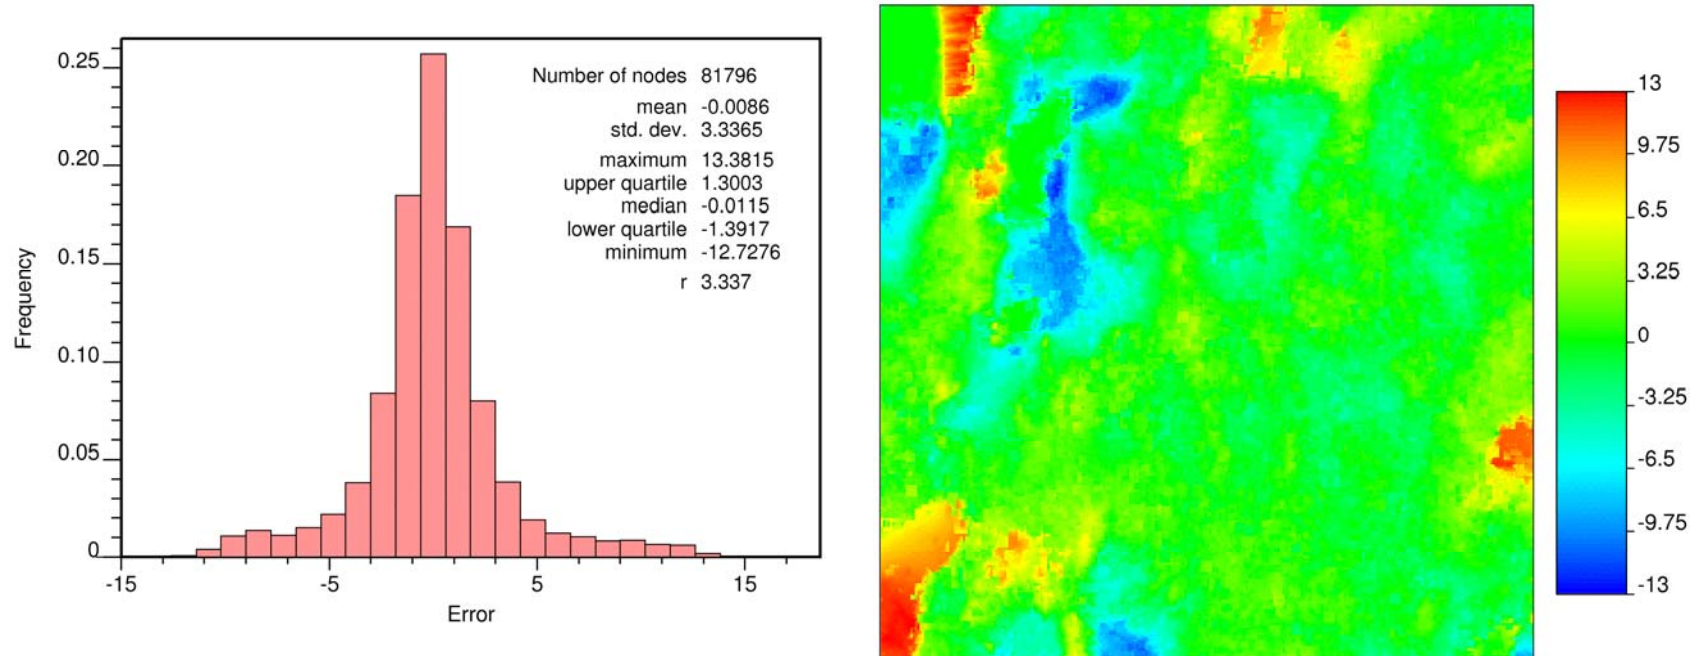 Number of nodes 81796
mean -0.0086
std. dev. 3.3365
maximum 13.3815
upper quartile 1.3003
median -0.0115
lower quartile -1.3917
minimum -12.7276
r 3.337
Frequency
0.25
0.20
0.15
0.10
0.05
0
-15
-5
5
15
Error
13
9.75
6.5
3.25
0
-3.25
-6.5
-9.75
-13